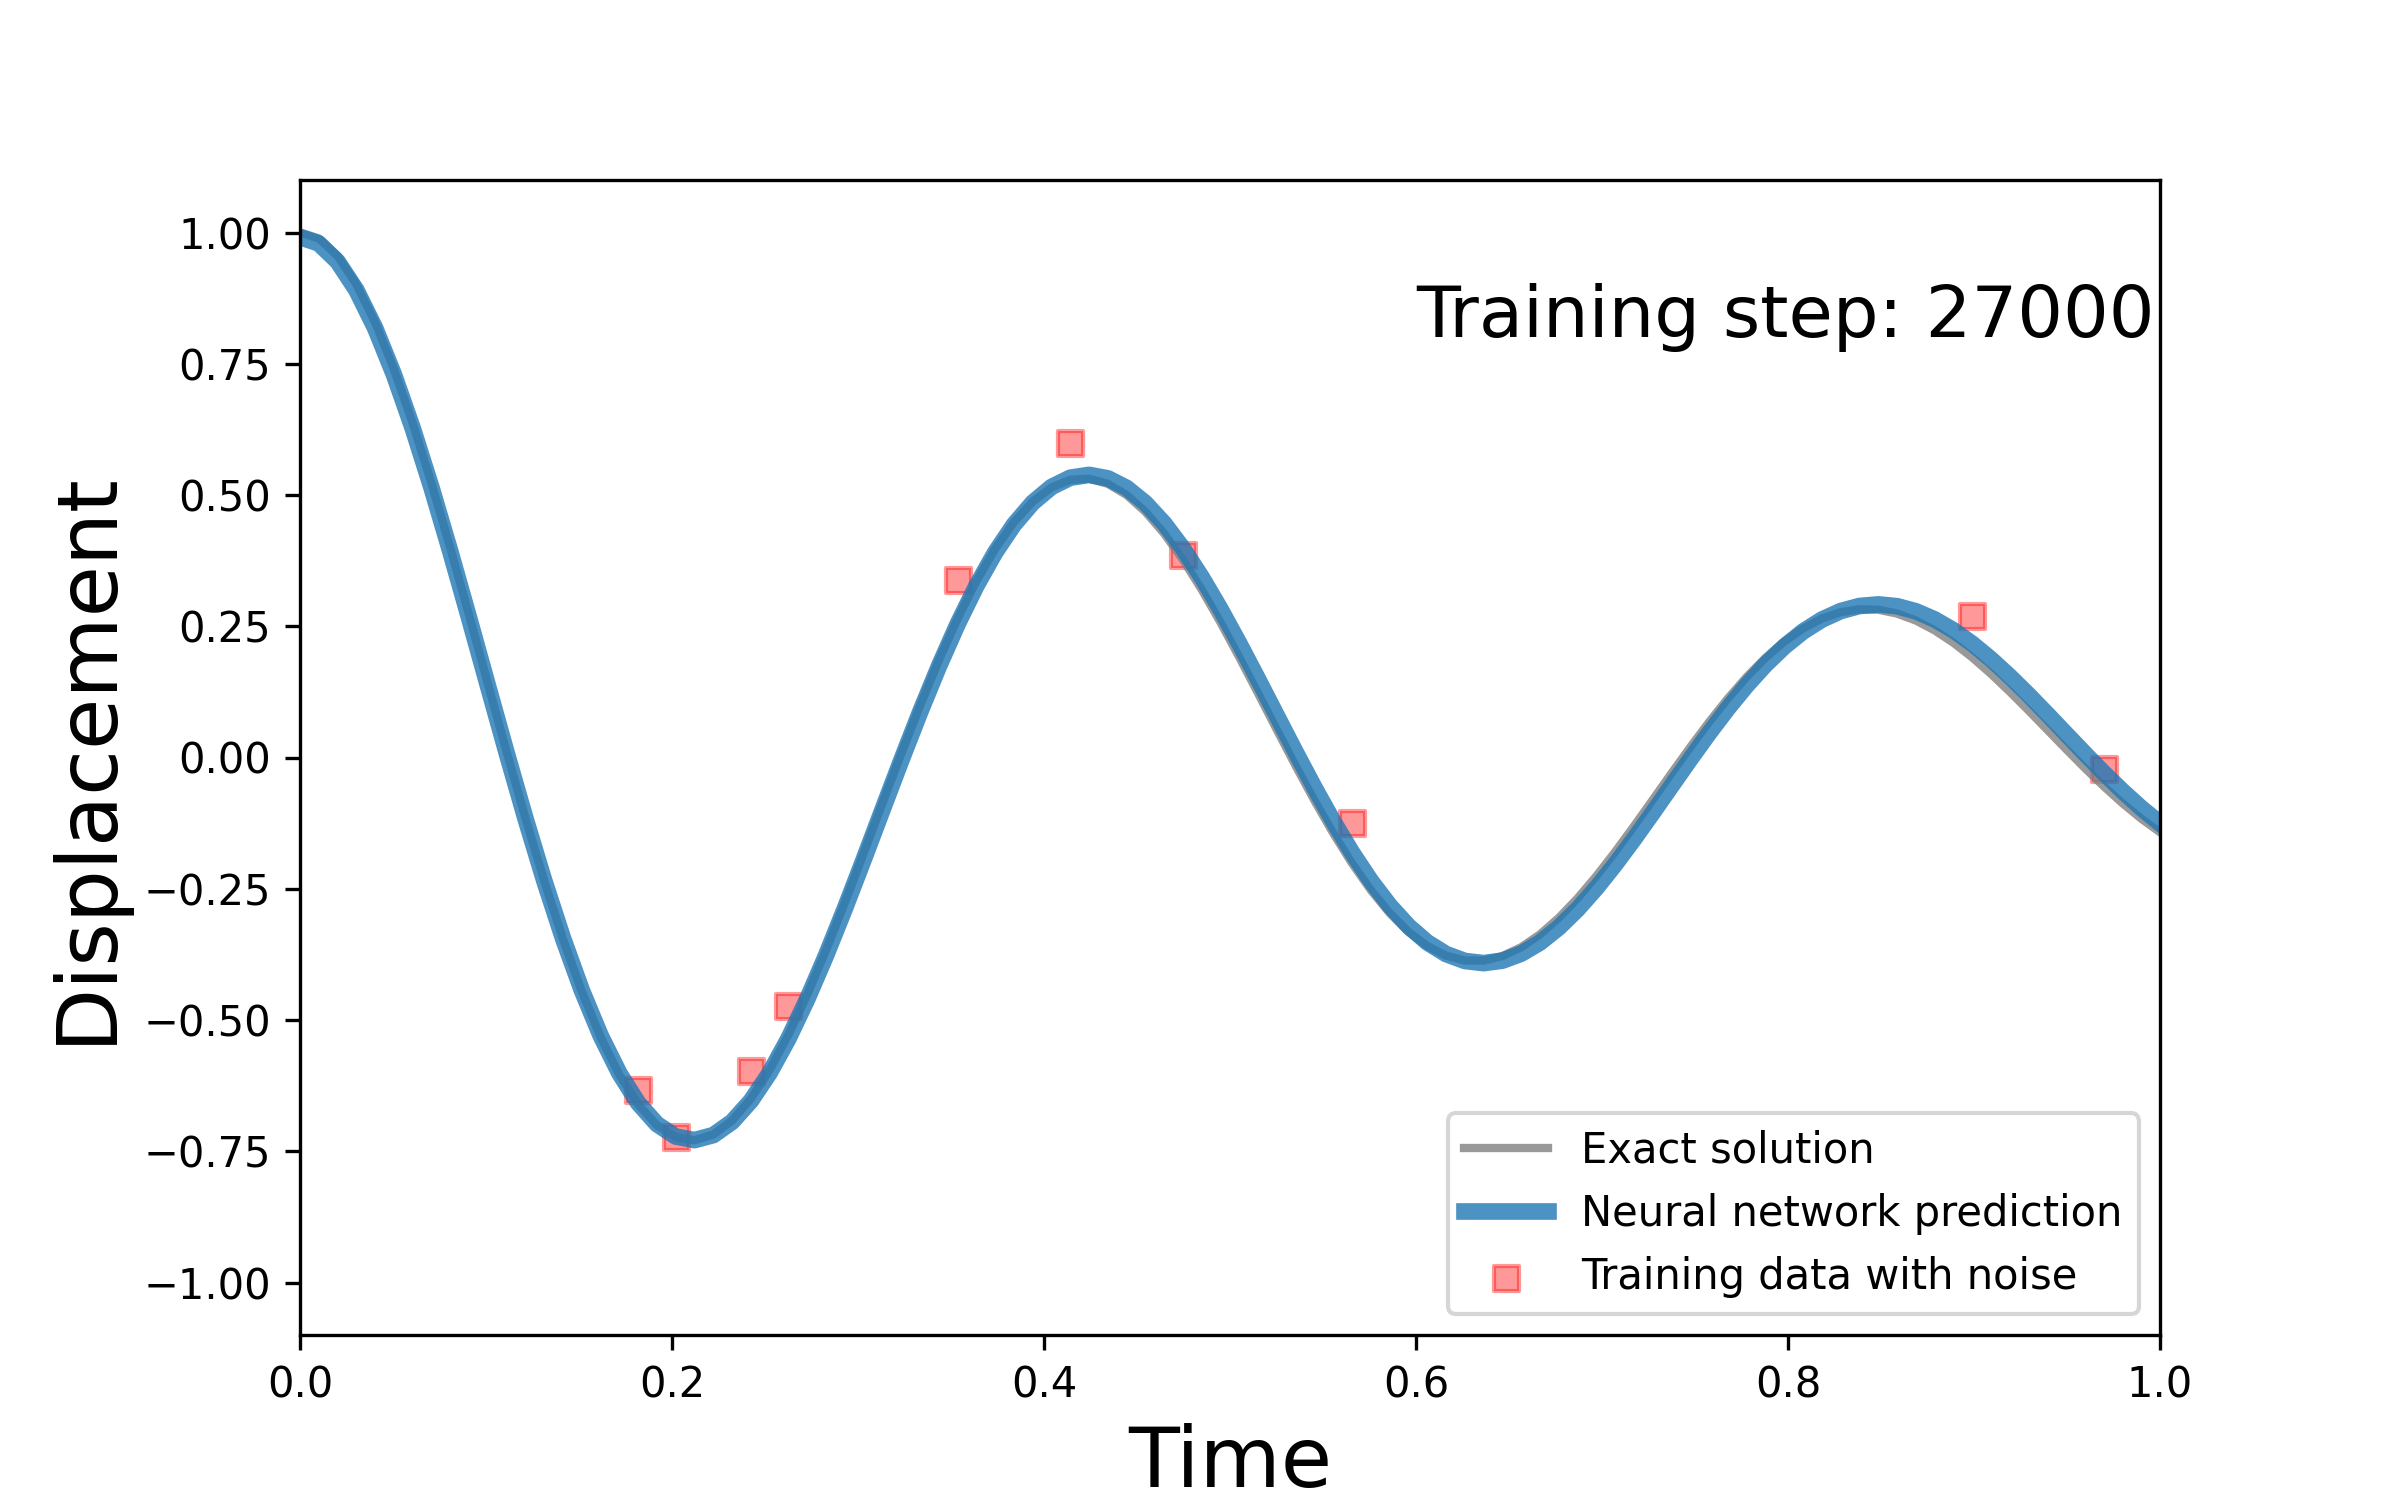 Training step: 27000
Displacement
1.00
0.75
0.50
0.25
0.00
−0.25
−0.50
−0.75
−1.00
Exact solution
Neural network prediction
Training data with noise
0.0 0.2 0.4 0.6 0.8 1.0
Time